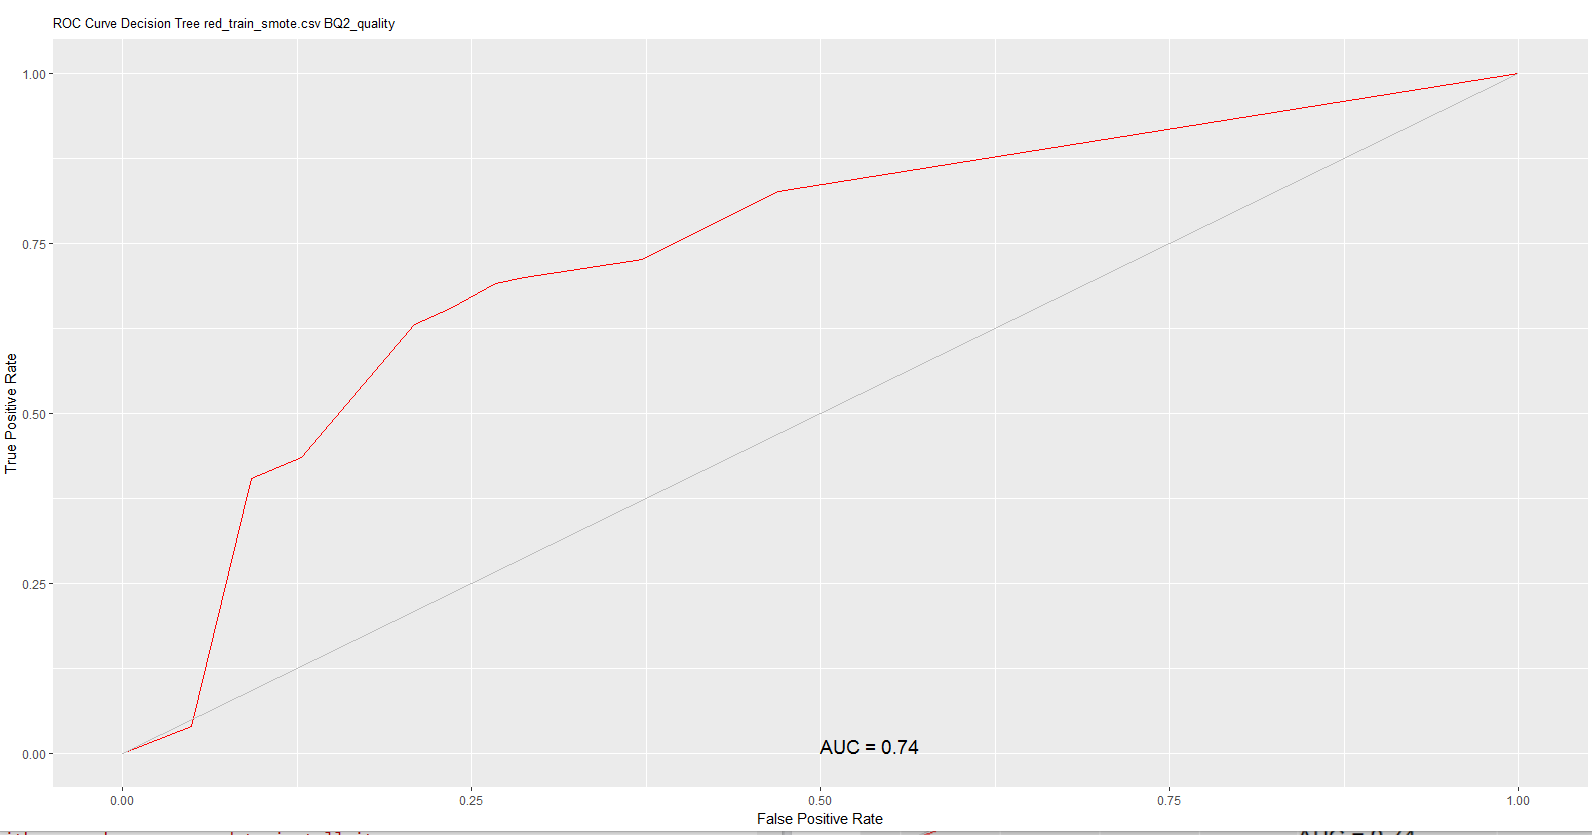 ROC Curve Decision Tree red_train_smote.csv BQ2_quality
True Positive Rate
1.00
0.75
0.50
0.25
0.00
AUC = 0.74
0.00 0.25 0.50 0.75 1.00
False Positive Rate